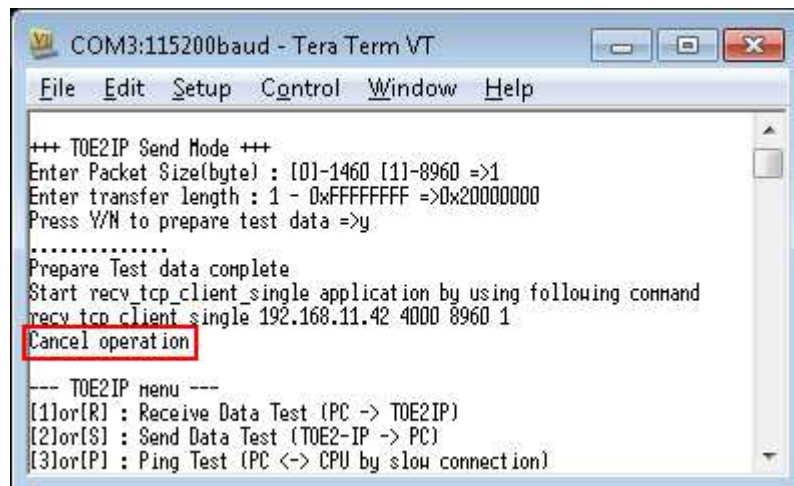 COM3:115200baud - Tera Term VT
File Edit Setup Control Window Help
+++ TOE2IP Send Mode +++
Enter Packet Size(byte) : [0]-1460 [1]-8960 =>1
Enter transfer length : 1 - 0xFFFFFFFF =>0x20000000
Press Y/N to prepare test data =>y
..............
Prepare Test data complete
Start recv_tcp_client_single application by using following command
recv_tcp_client_single 192.168.11.42 4000 8960 1
Cancel operation
--- TOE2IP menu ---
[1]or[R] : Receive Data Test (PC -> TOE2IP)
[2]or[S] : Send Data Test (TOE2-IP -> PC)
[3]or[P] : Ping Test (PC <-> CPU by slow connection)